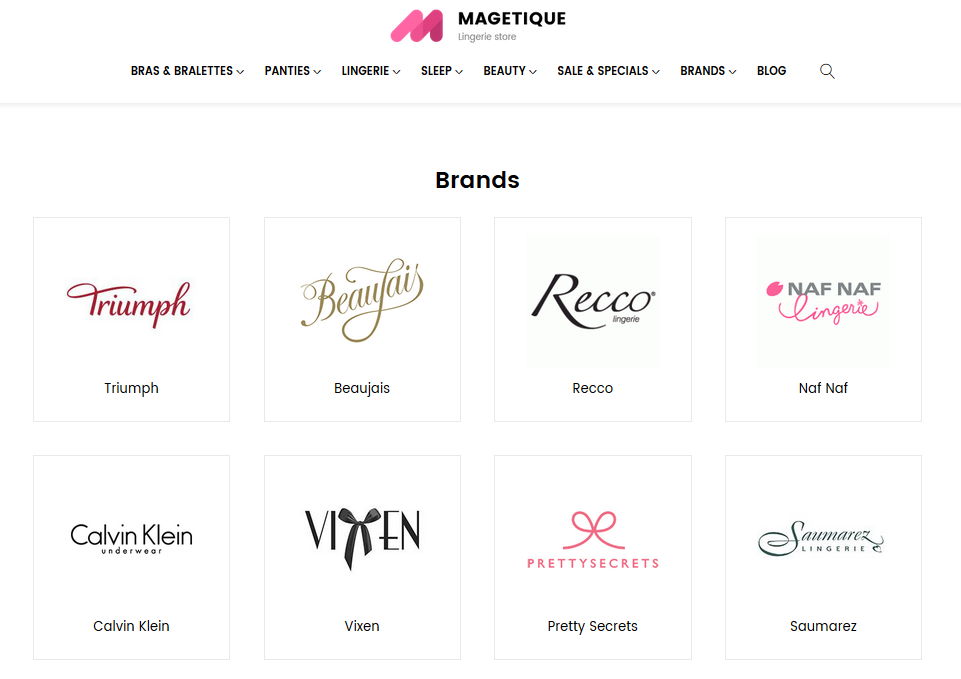 MAGETIQUE
Lingerie store
BRAS & BRALETTES PANTIES LINGERIE SLEEP BEAUTY SALE & SPECIALS BRANDS BLOG
Brands
Triumph Beaujais Recco lingerie NAF NAF lingerie
Triumph Beaujais Recco Naf Naf
Calvin Klein underwear VIXEN PRETTYSECRETS Saumarez LINGERIE
Calvin Klein Vixen Pretty Secrets Saumarez